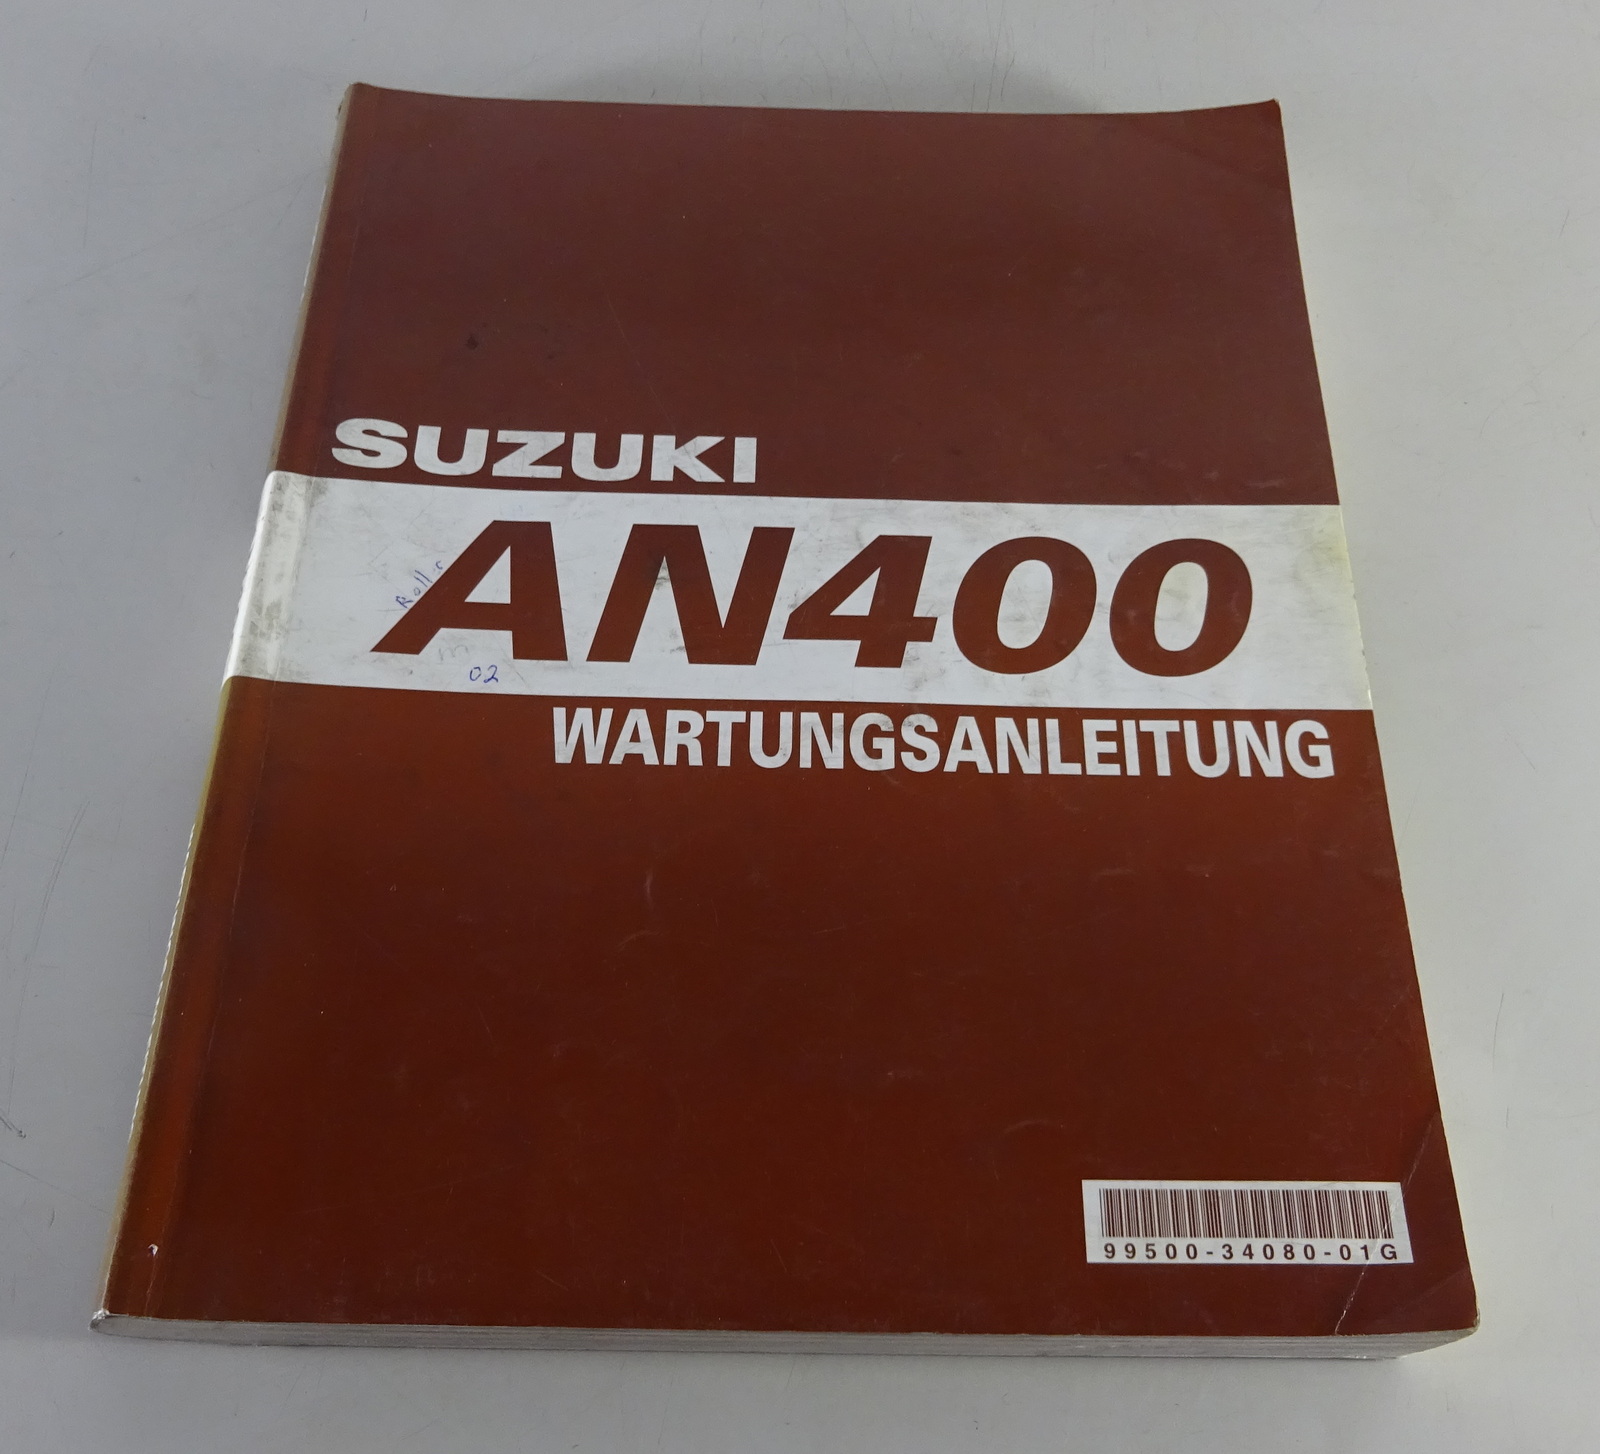 SUZUKI
AN400
02
WARTUNGSANLEITUNG
99500-34080-01G